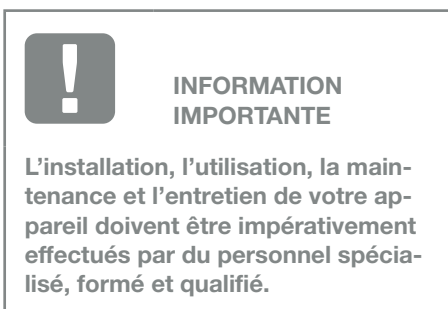 !
INFORMATION
IMPORTANTE
L’installation, l’utilisation, la main-
tenance et l’entretien de votre ap-
pareil doivent être impérativement
effectués par du personnel spécia-
lisé, formé et qualifié.